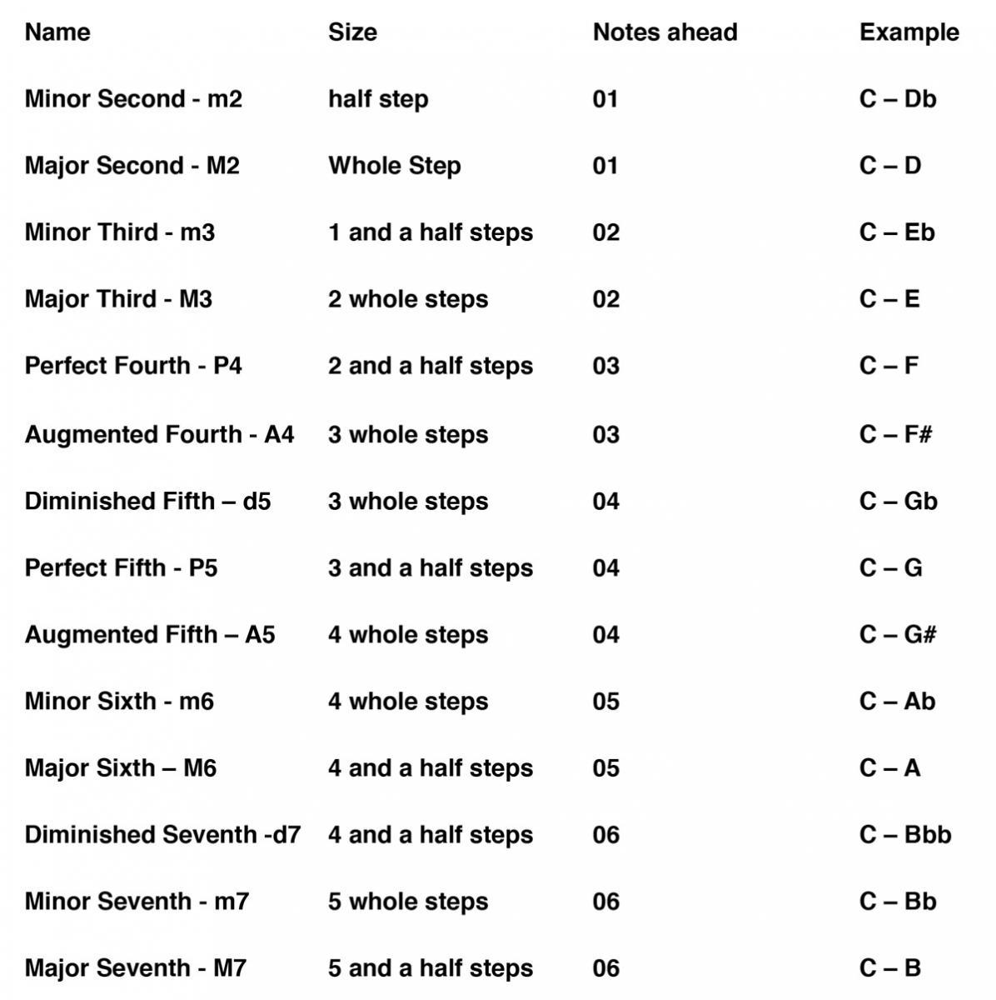 Name Size Notes ahead Example
Minor Second - m2 half step 01 C – Db
Major Second - M2 Whole Step 01 C – D
Minor Third - m3 1 and a half steps 02 C – Eb
Major Third - M3 2 whole steps 02 C – E
Perfect Fourth - P4 2 and a half steps 03 C – F
Augmented Fourth - A4 3 whole steps 03 C – F#
Diminished Fifth – d5 3 whole steps 04 C – Gb
Perfect Fifth - P5 3 and a half steps 04 C – G
Augmented Fifth – A5 4 whole steps 04 C – G#
Minor Sixth - m6 4 whole steps 05 C – Ab
Major Sixth – M6 4 and a half steps 05 C – A
Diminished Seventh -d7 4 and a half steps 06 C – Bbb
Minor Seventh - m7 5 whole steps 06 C – Bb
Major Seventh - M7 5 and a half steps 06 C – B